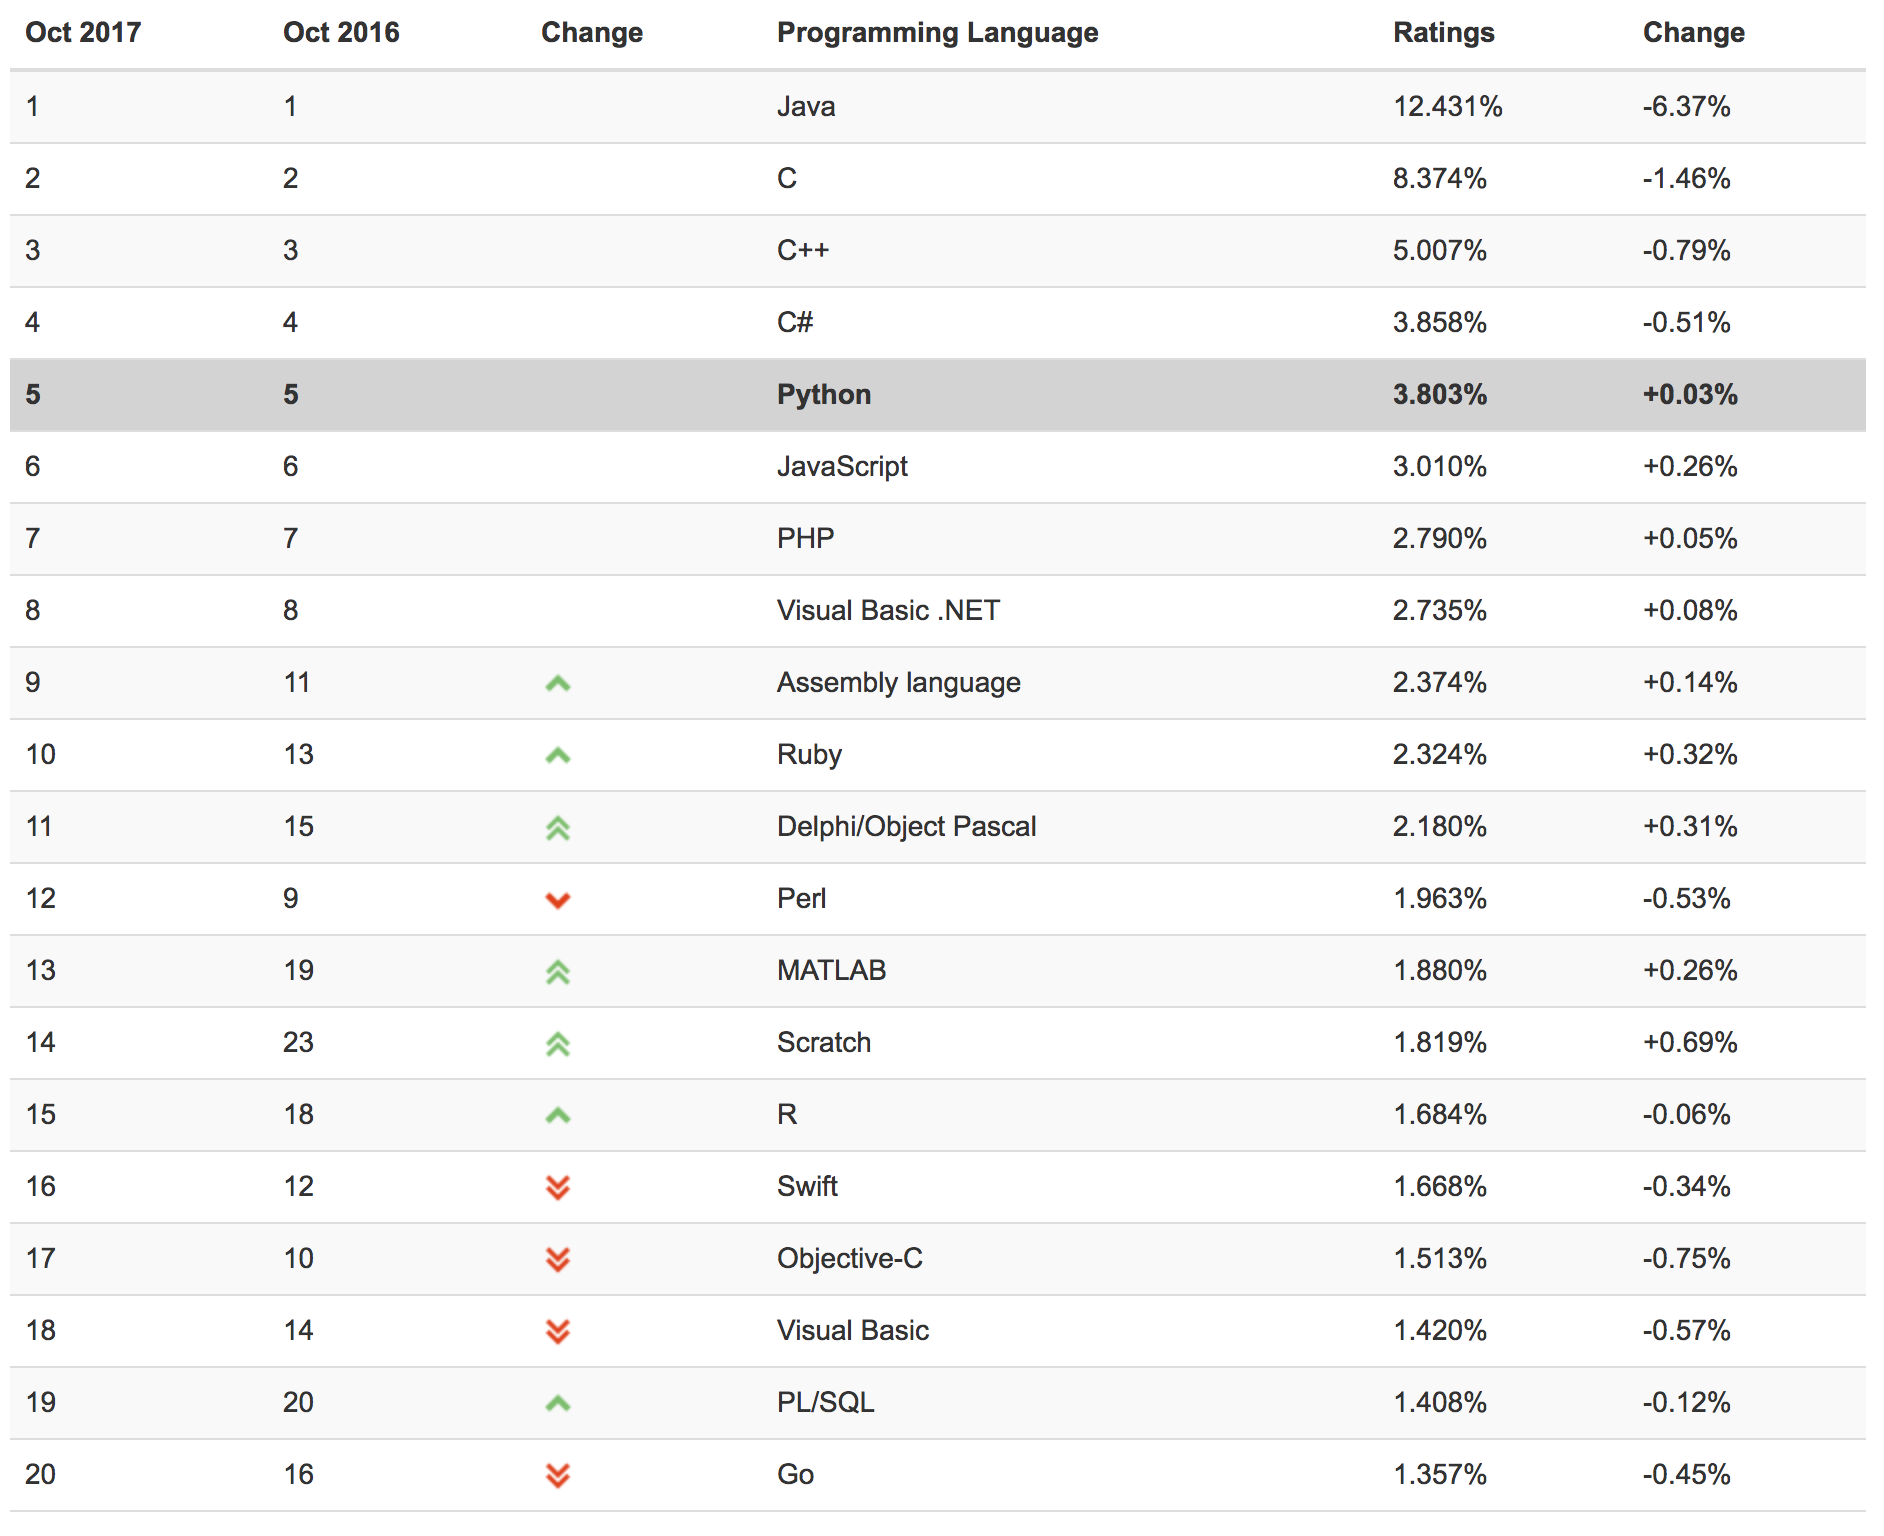 Oct 2017 Oct 2016 Change Programming Language Ratings Change
1 1 Java 12.431% -6.37%
2 2 C 8.374% -1.46%
3 3 C++ 5.007% -0.79%
4 4 C# 3.858% -0.51%
5 5 Python 3.803% +0.03%
6 6 JavaScript 3.010% +0.26%
7 7 PHP 2.790% +0.05%
8 8 Visual Basic .NET 2.735% +0.08%
9 11 Assembly language 2.374% +0.14%
10 13 Ruby 2.324% +0.32%
11 15 Delphi/Object Pascal 2.180% +0.31%
12 9 Perl 1.963% -0.53%
13 19 MATLAB 1.880% +0.26%
14 23 Scratch 1.819% +0.69%
15 18 R 1.684% -0.06%
16 12 Swift 1.668% -0.34%
17 10 Objective-C 1.513% -0.75%
18 14 Visual Basic 1.420% -0.57%
19 20 PL/SQL 1.408% -0.12%
20 16 Go 1.357% -0.45%